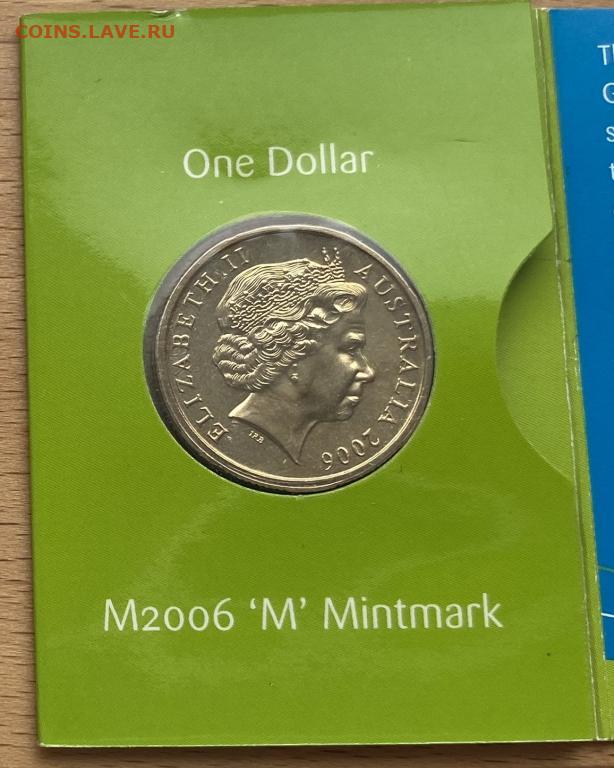 COINS.LAVE.RU
One Dollar
ELIZABETH II AUSTRALIA 2006
IRB
M2006 ‘M’ Mintmark